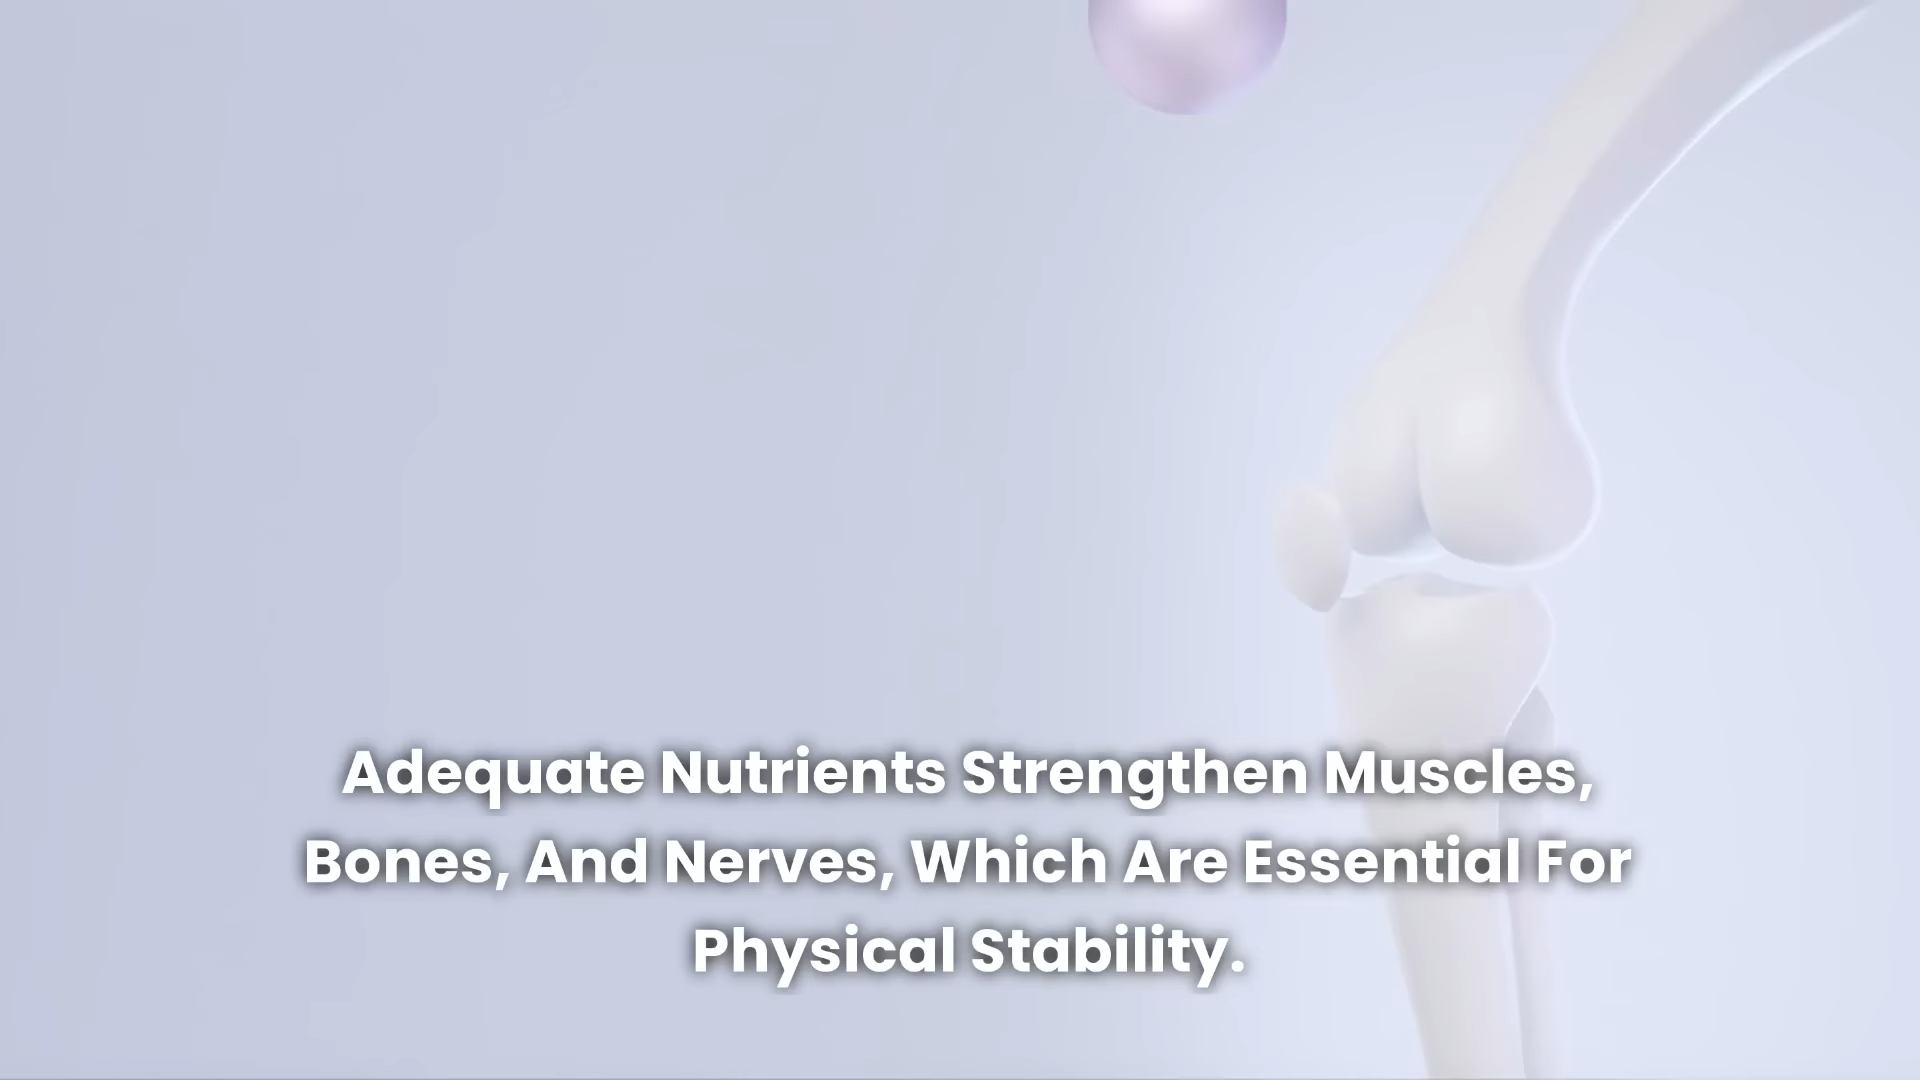 Adequate Nutrients Strengthen Muscles,
Bones, And Nerves, Which Are Essential For
Physical Stability.